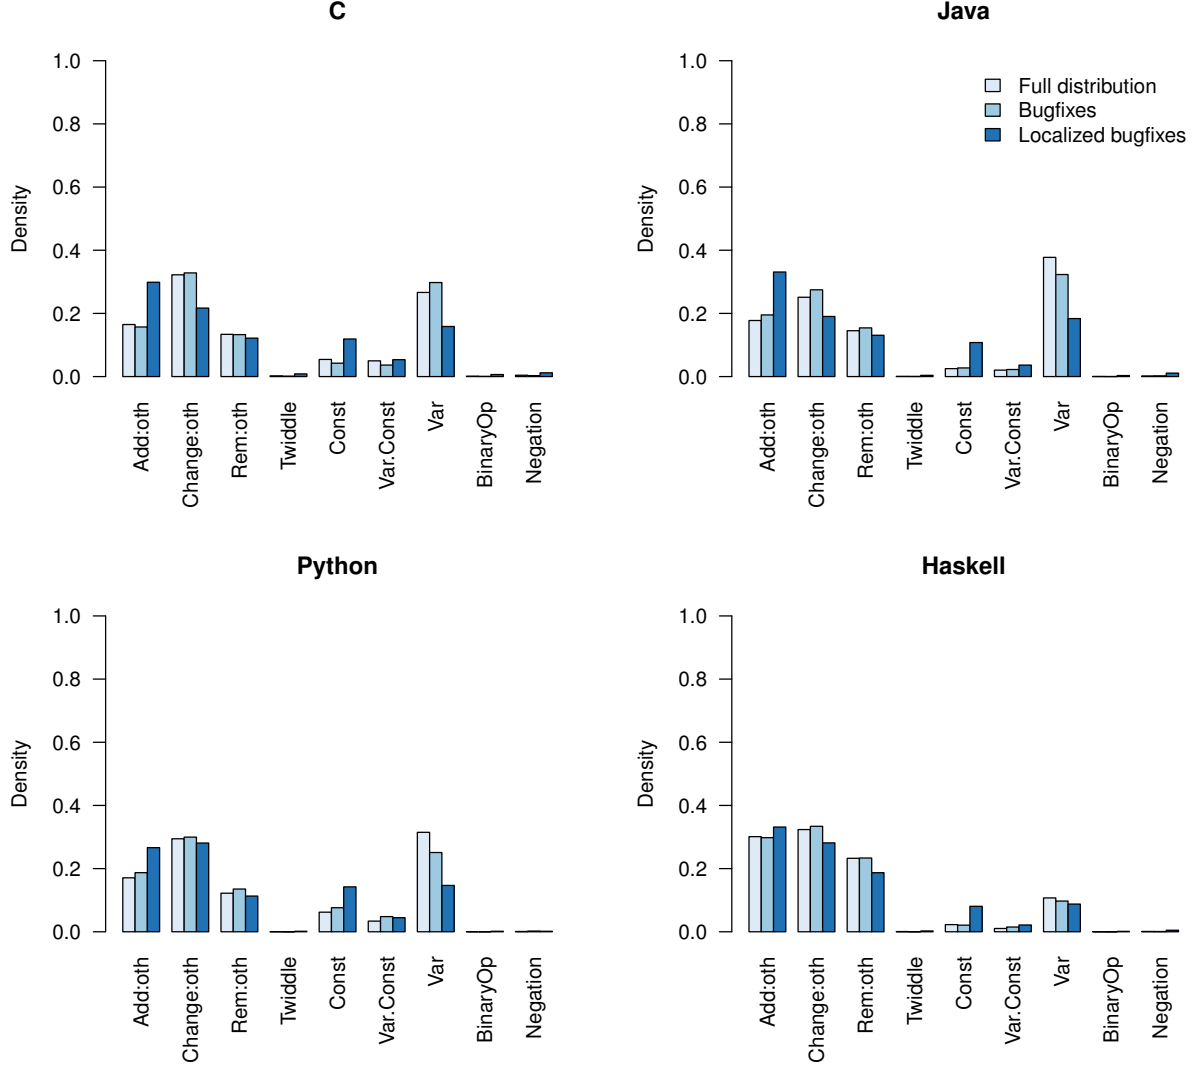 C
Density
1.0
0.8
0.6
0.4
0.2
0.0
Add:oth
Change:oth
Rem:oth
Twiddle
Const
Var.Const
Var
BinaryOp
Negation
Java
Density
1.0
0.8
0.6
0.4
0.2
0.0
Full distribution
Bugfixes
Localized bugfixes
Add:oth
Change:oth
Rem:oth
Twiddle
Const
Var.Const
Var
BinaryOp
Negation
Python
Density
1.0
0.8
0.6
0.4
0.2
0.0
Add:oth
Change:oth
Rem:oth
Twiddle
Const
Var.Const
Var
BinaryOp
Negation
Haskell
Density
1.0
0.8
0.6
0.4
0.2
0.0
Add:oth
Change:oth
Rem:oth
Twiddle
Const
Var.Const
Var
BinaryOp
Negation